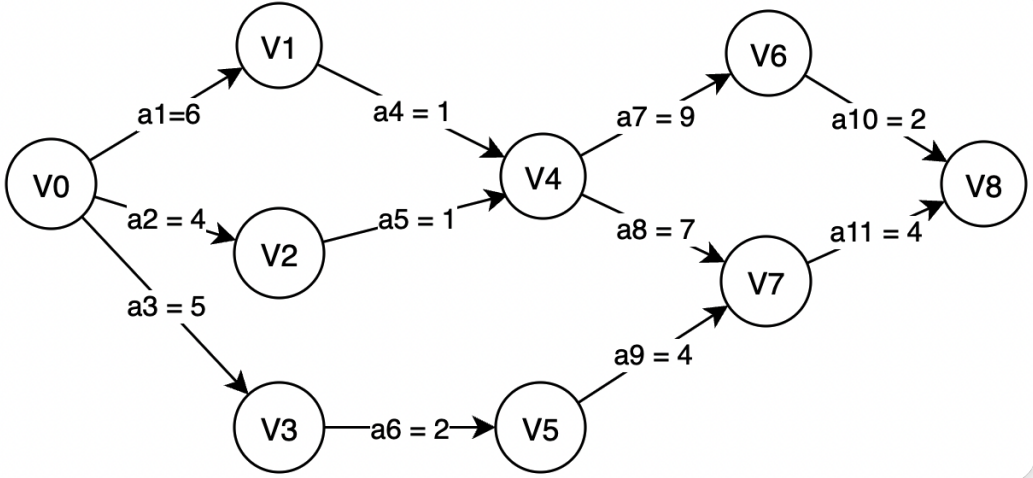 V1
V6
a1=6
a4 = 1
a7 = 9
a10 = 2
V0
V4
V8
a2 = 4
a5 = 1
a8 = 7
a11 = 4
V2
V7
a3 = 5
a9 = 4
V3
a6 = 2
V5